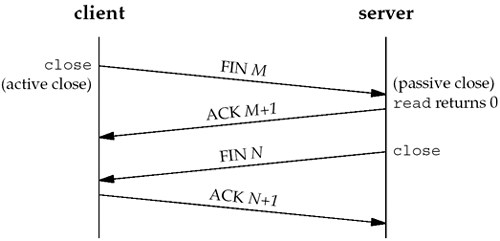 client server
close
(active close)
FIN M
(passive close)
read returns 0
ACK M+1
close
FIN N
ACK N+1